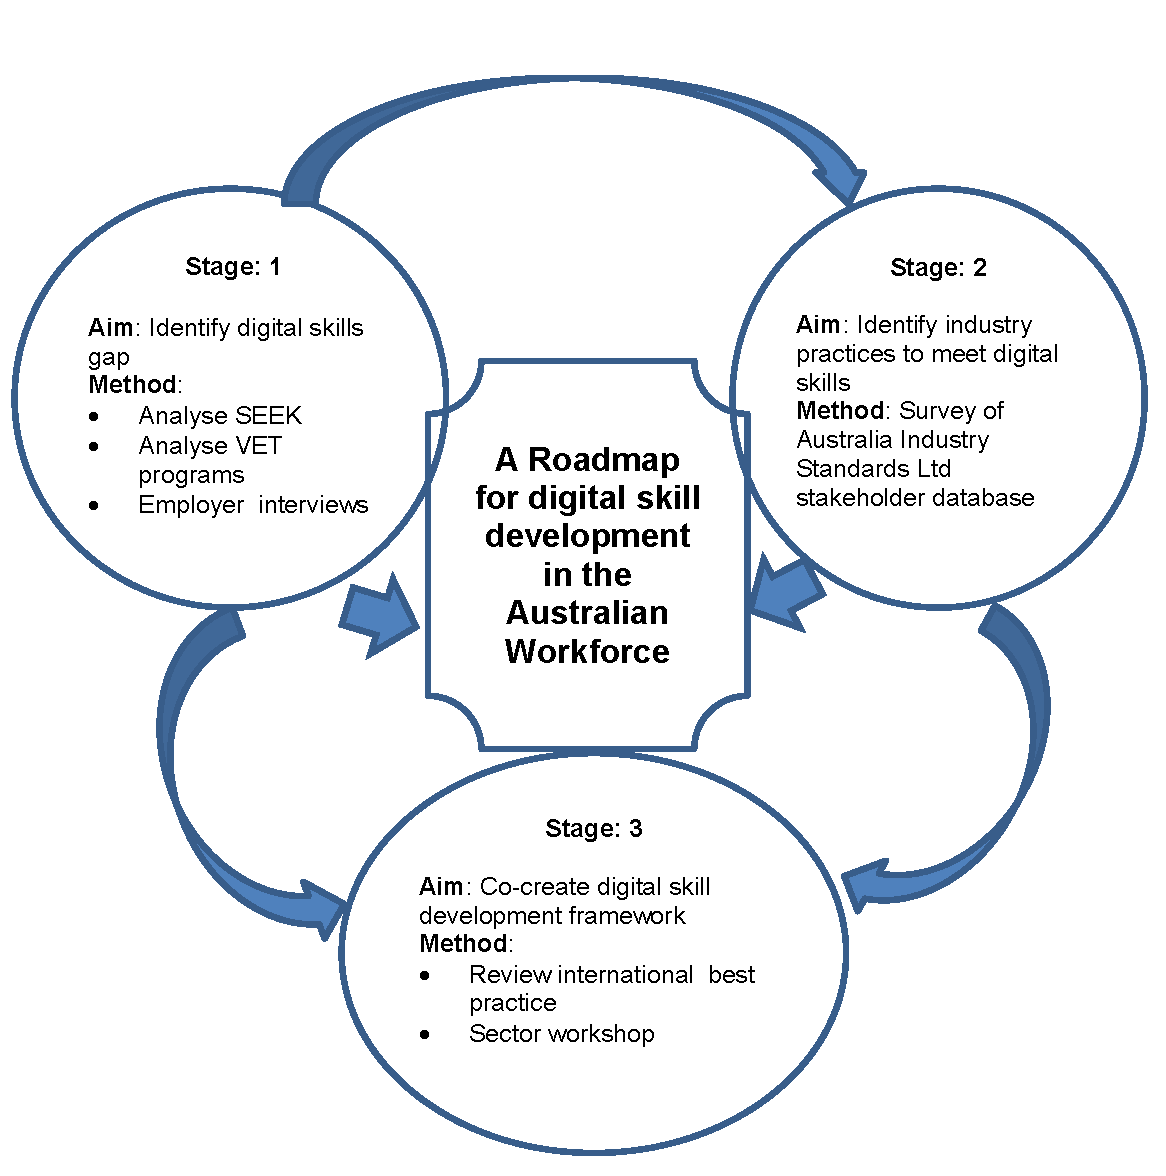 Stage: 1
Aim: Identify digital skills
gap
Method:
• Analyse SEEK
• Analyse VET
programs
• Employer interviews
Stage: 2
Aim: Identify industry
practices to meet digital
skills
Method: Survey of
Australia Industry
Standards Ltd
stakeholder database
A Roadmap
for digital skill
development
in the
Australian
Workforce
Stage: 3
Aim: Co-create digital skill
development framework
Method:
• Review international best
practice
• Sector workshop